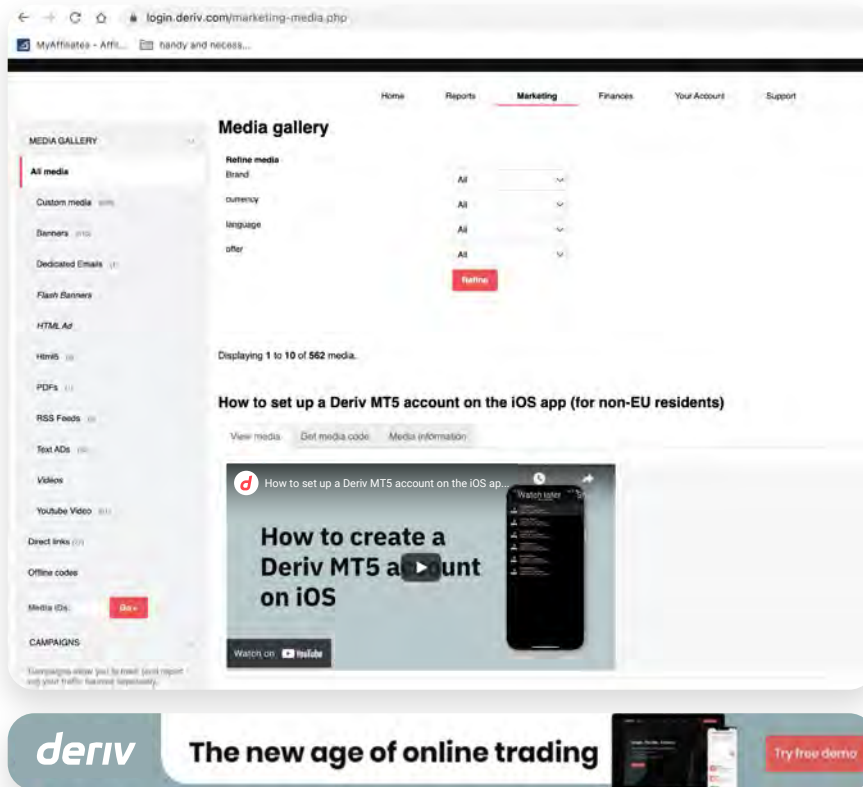 login.deriv.com/marketing-media.php
MyAffiliates - Affil... handy and necess...
Home Reports Marketing Finances Your Account Support
MEDIA GALLERY
All media
Custom media
Banners
Dedicated Emails
Flash Banners
HTML Ad
Html5
PDFs
RSS Feeds
Text ADs
Videos
Youtube Video
Direct links
Offline codes
Media IDs: Go »
CAMPAIGNS
Media gallery
Refine media
Brand All
currency All
language All
offer All
Refine
Displaying 1 to 10 of 562 media.
How to set up a Deriv MT5 account on the iOS app (for non-EU residents)
View media Get media code Media information
d How to set up a Deriv MT5 account on the iOS ap...
Watch later
How to create a
Deriv MT5 account
on iOS
Watch on YouTube
deriv The new age of online trading Try free demo